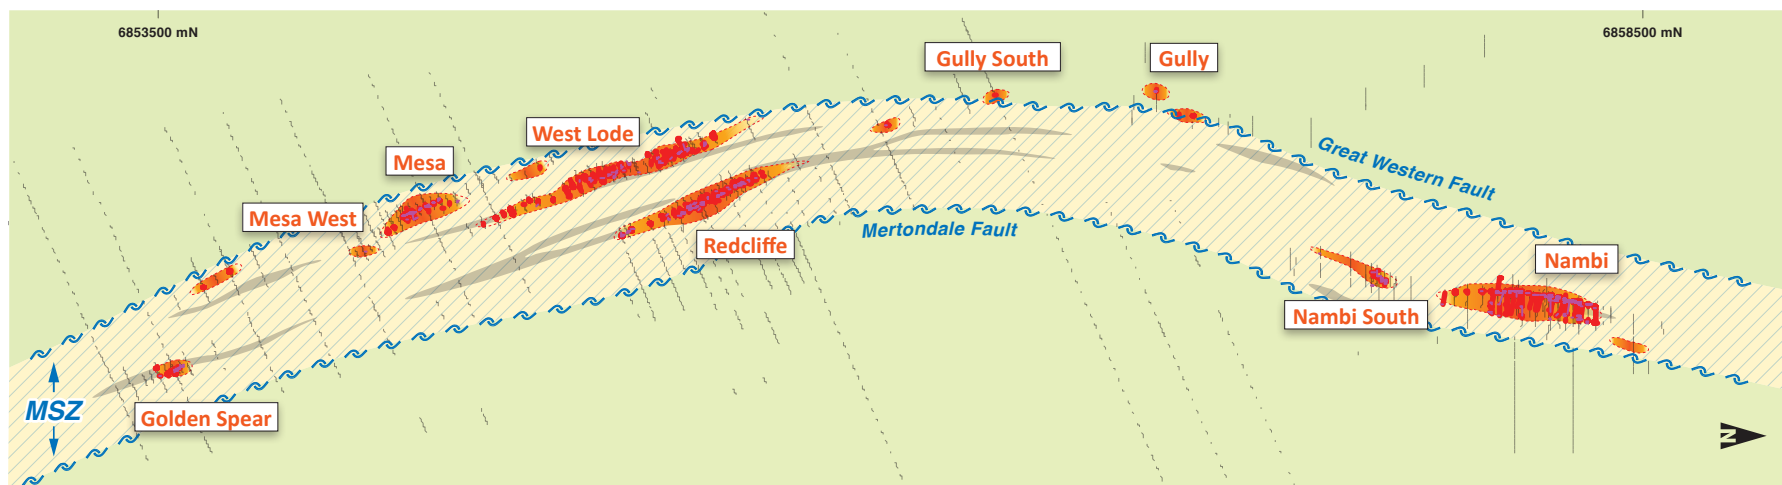 6853500 mN
6858500 mN
Gully South
Gully
West Lode
Mesa
Great Western Fault
Mesa West
Mertondale Fault
Redcliffe
Nambi
Nambi South
MSZ
Golden Spear
N